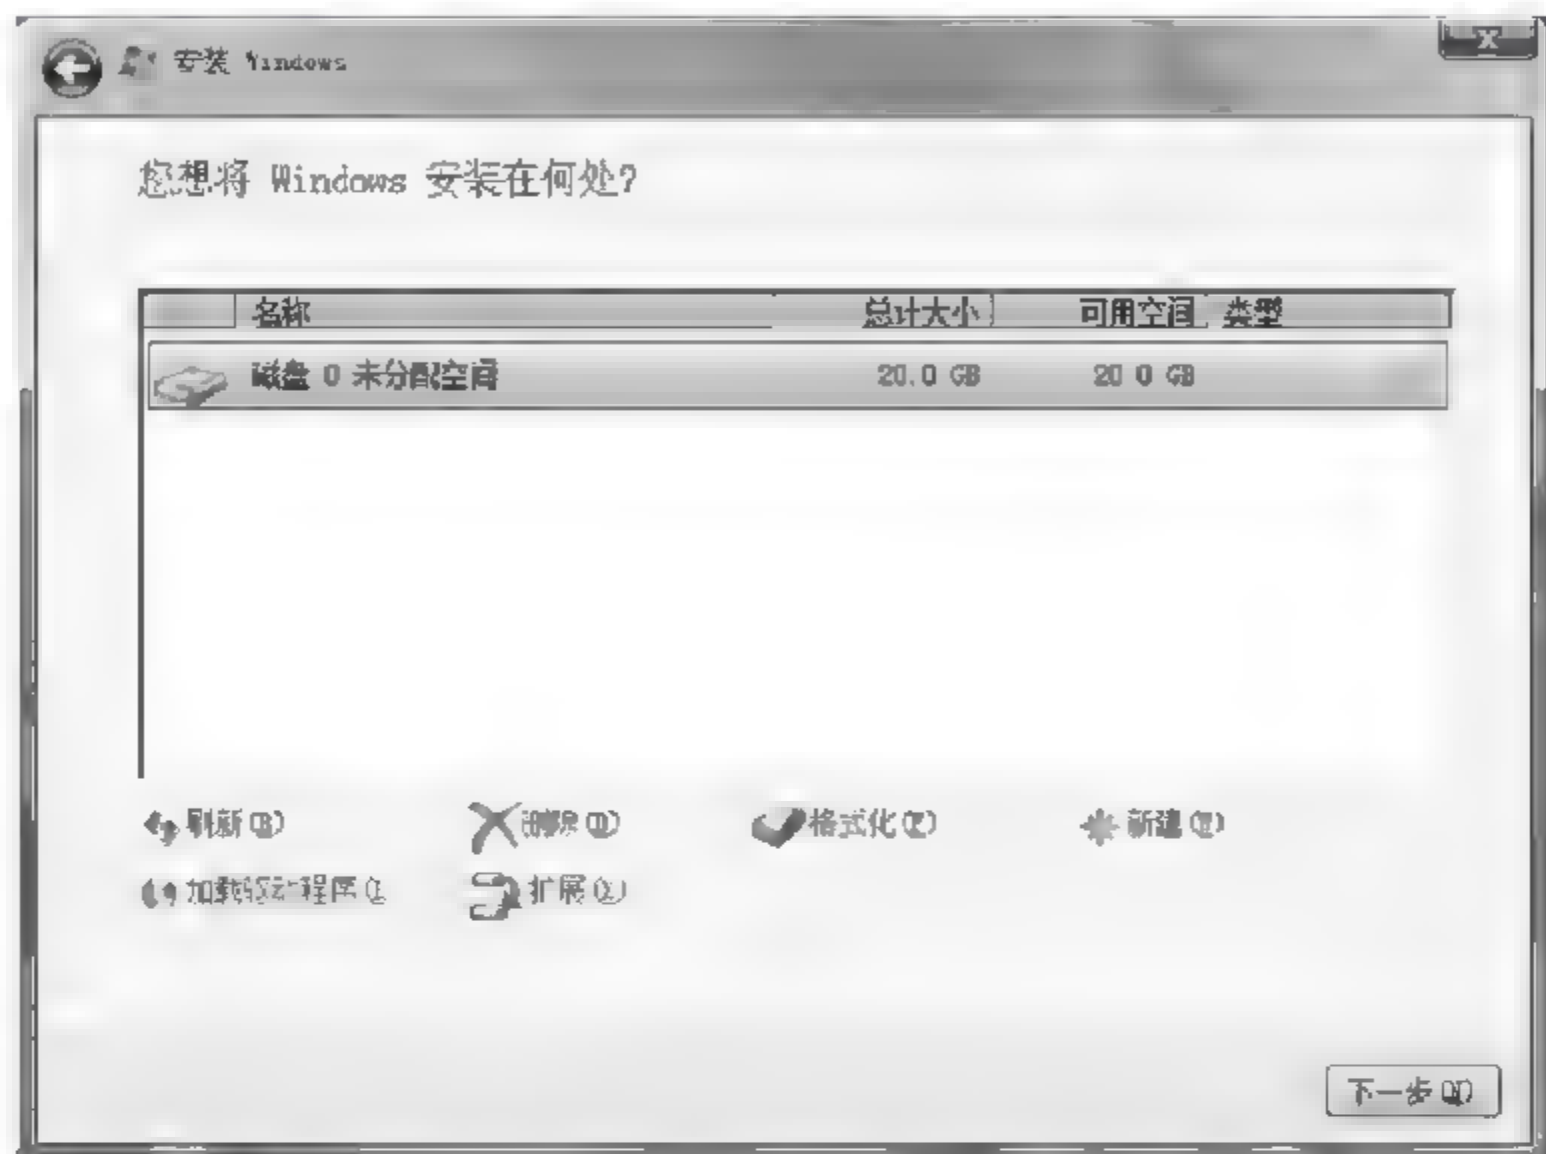 安装 Windows
您想将 Windows 安装在何处?
名称 总计大小 可用空间 类型
磁盘 0 未分配空间 20.0 GB 20 0 GB
刷新(R) 删除(D) 格式化(F) 新建(W)
加载驱动程序(L 扩展(X)
下一步(N)